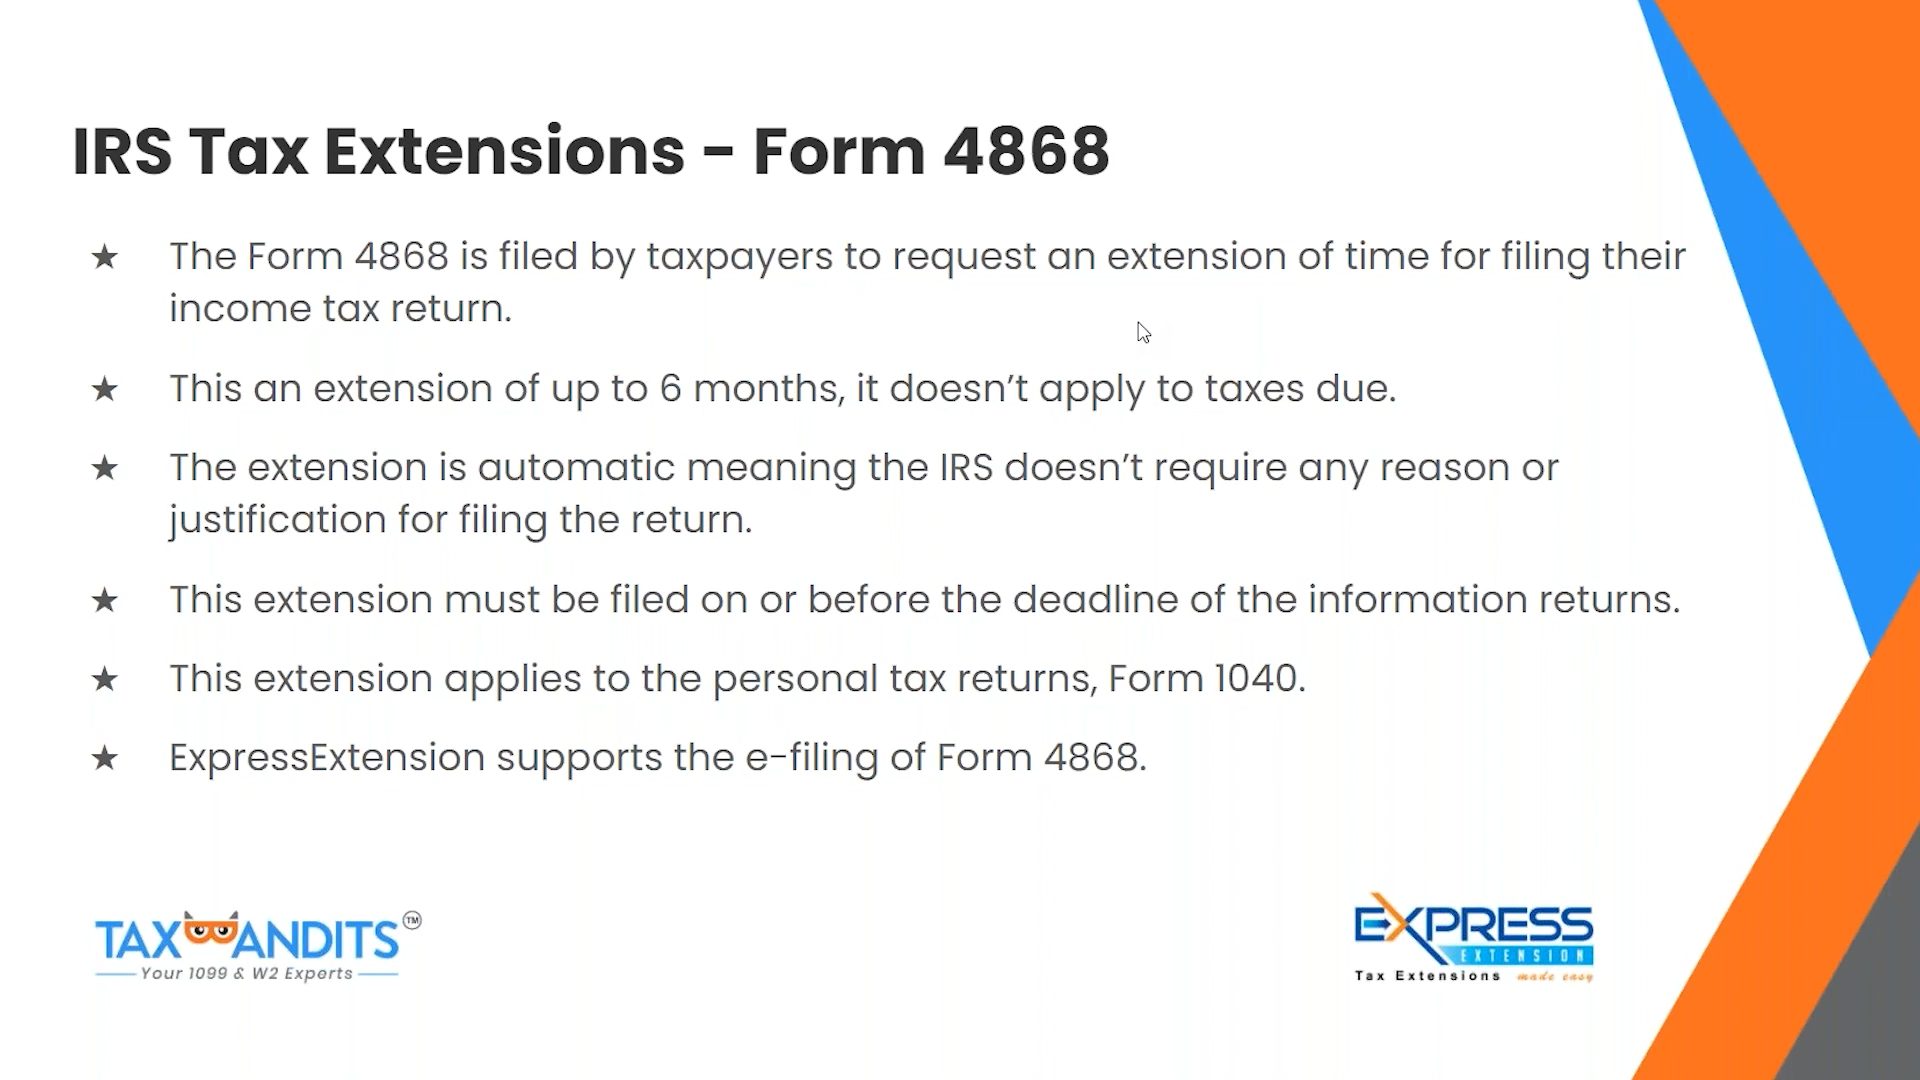 IRS Tax Extensions - Form 4868
★ The Form 4868 is filed by taxpayers to request an extension of time for filing their
income tax return.
★ This an extension of up to 6 months, it doesn’t apply to taxes due.
★ The extension is automatic meaning the IRS doesn’t require any reason or
justification for filing the return.
★ This extension must be filed on or before the deadline of the information returns.
★ This extension applies to the personal tax returns, Form 1040.
★ ExpressExtension supports the e-filing of Form 4868.
TAXBANDITS™
Your 1099 & W2 Experts
EXPRESS
EXTENSION
Tax Extensions made easy